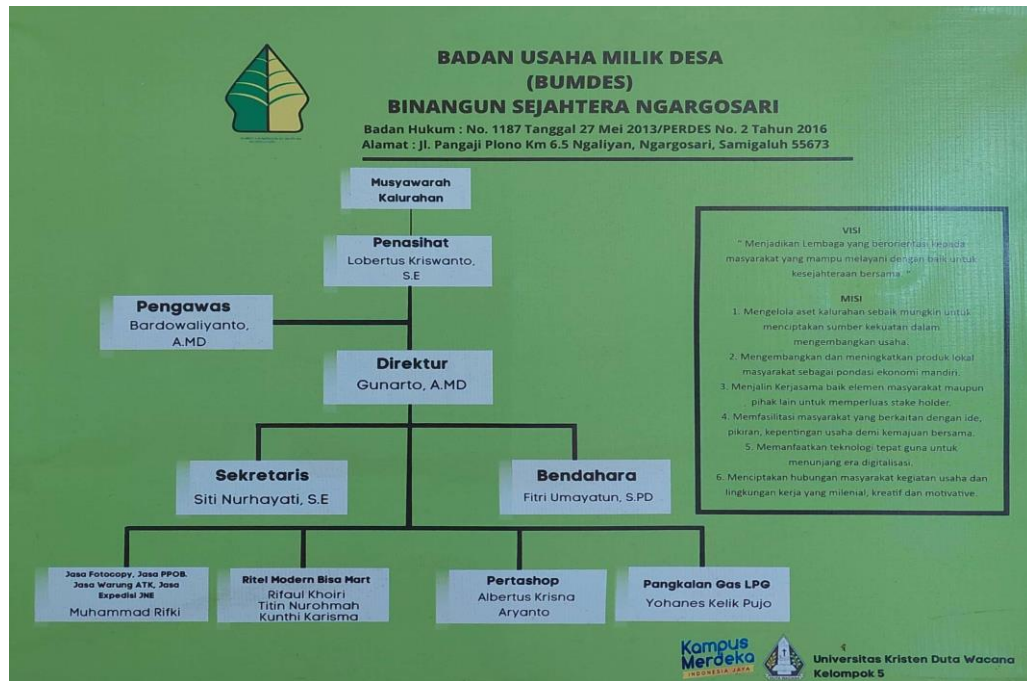 BADAN USAHA MILIK DESA
(BUMDES)
BINANGUN SEJAHTERA NGARGOSARI
Badan Hukum : No. 1187 Tanggal 27 Mei 2013/PERDES No. 2 Tahun 2016
Alamat : Jl. Pangaji Plono Km 6.5 Ngaliyan, Ngargosari, Samigaluh 55673
Musyawarah
Kalurahan
Penasihat
Lobertus Kriswanto,
S.E
Pengawas
Bardowaliyanto,
A.MD
Direktur
Gunarto, A.MD
Sekretaris
Siti Nurhayati, S.E
Bendahara
Fitri Umayatun, S.PD
Jasa Fotocopy, Jasa PPOB.
Jasa Warung ATK, Jasa
Expedisi JNE
Muhammad Rifki
Ritel Modern Bisa Mart
Rifaul Khoiri
Titin Nurohmah
Kunthi Karisma
Pertashop
Albertus Krisna
Aryanto
Pangkalan Gas LPG
Yohanes Kelik Pujo
VISI
" Menjadikan Lembaga yang berorientasi kepada
masyarakat yang mampu melayani dengan baik untuk
kesejahteraan bersama. "
MISI
1. Mengelola aset kalurahan sebaik mungkin untuk
menciptakan sumber kekuatan dalam
mengembangkan usaha.
2. Mengembangkan dan meningkatkan produk lokal
masyarakat sebagai pondasi ekonomi mandiri.
3. Menjalin Kerjasama baik elemen masyarakat maupun
pihak lain untuk memperluas stake holder.
4. Memfasilitasi masyarakat yang berkaitan dengan ide,
pikiran, kepentingan usaha demi kemajuan bersama.
5. Memanfaatkan teknologi tepat guna untuk
menunjang era digitalisasi.
6. Menciptakan hubungan masyarakat kegiatan usaha dan
lingkungan kerja yang milenial, kreatif dan motivative.
Kampus
Merdeka
INDONESIA JAYA
Universitas Kristen Duta Wacana
Kelompok 5